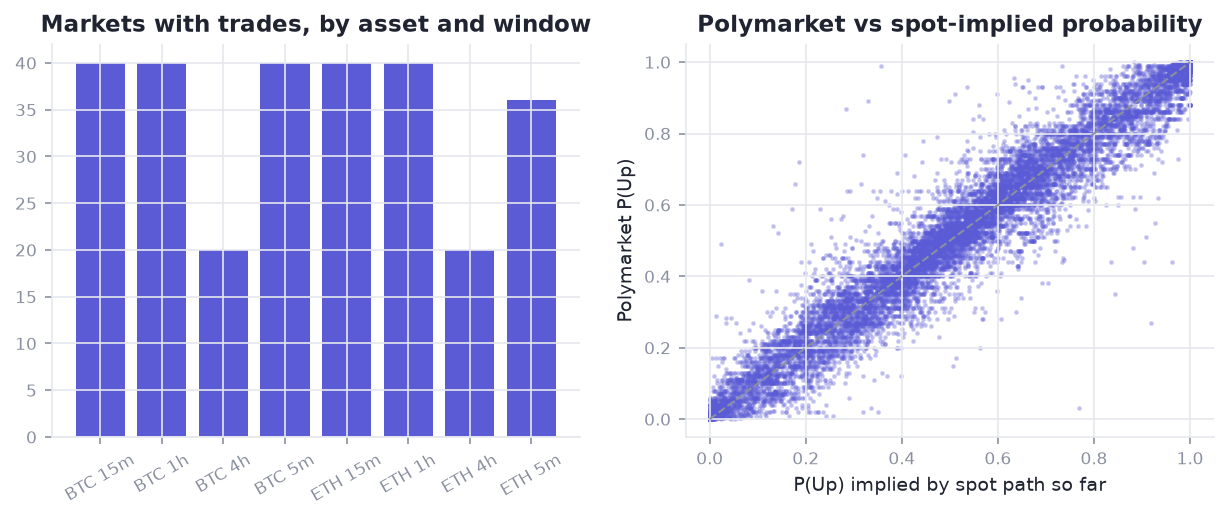 Markets with trades, by asset and window
40
35
30
25
20
15
10
5
0
BTC 15m
BTC 1h
BTC 4h
BTC 5m
ETH 15m
ETH 1h
ETH 4h
ETH 5m
Polymarket vs spot-implied probability
Polymarket P(Up)
1.0
0.8
0.6
0.4
0.2
0.0
0.0 0.2 0.4 0.6 0.8 1.0
P(Up) implied by spot path so far